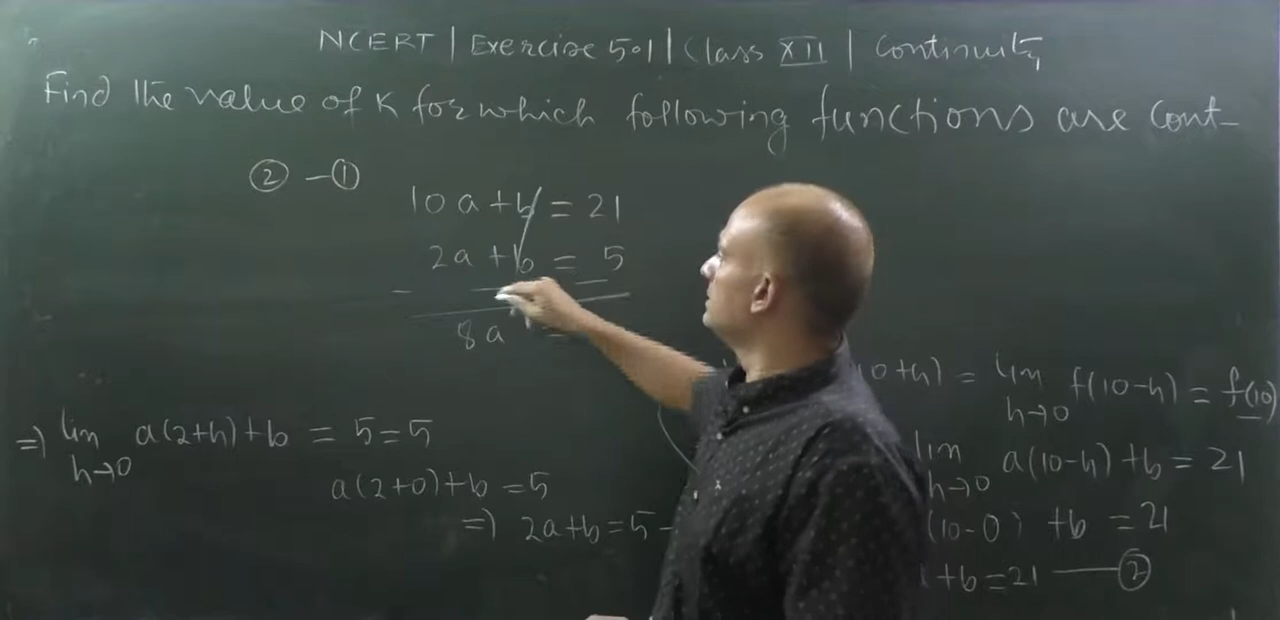 NCERT | Exercise 5.1 | Class XII | Continuity
Find the value of K for which following functions are cont-
② - ①
10a + b = 21
2a + b = 5
- - -
8a =
0+h) = lim h→0 f(10-h) = f(10)
⇒ lim h→0 a(2+h)+b = 5 = 5
lim h→0 a(10-h)+b = 21
a(2+0)+b = 5
(10-0) +b = 21
⇒ 2a+b = 5 -
+b = 21 — ②